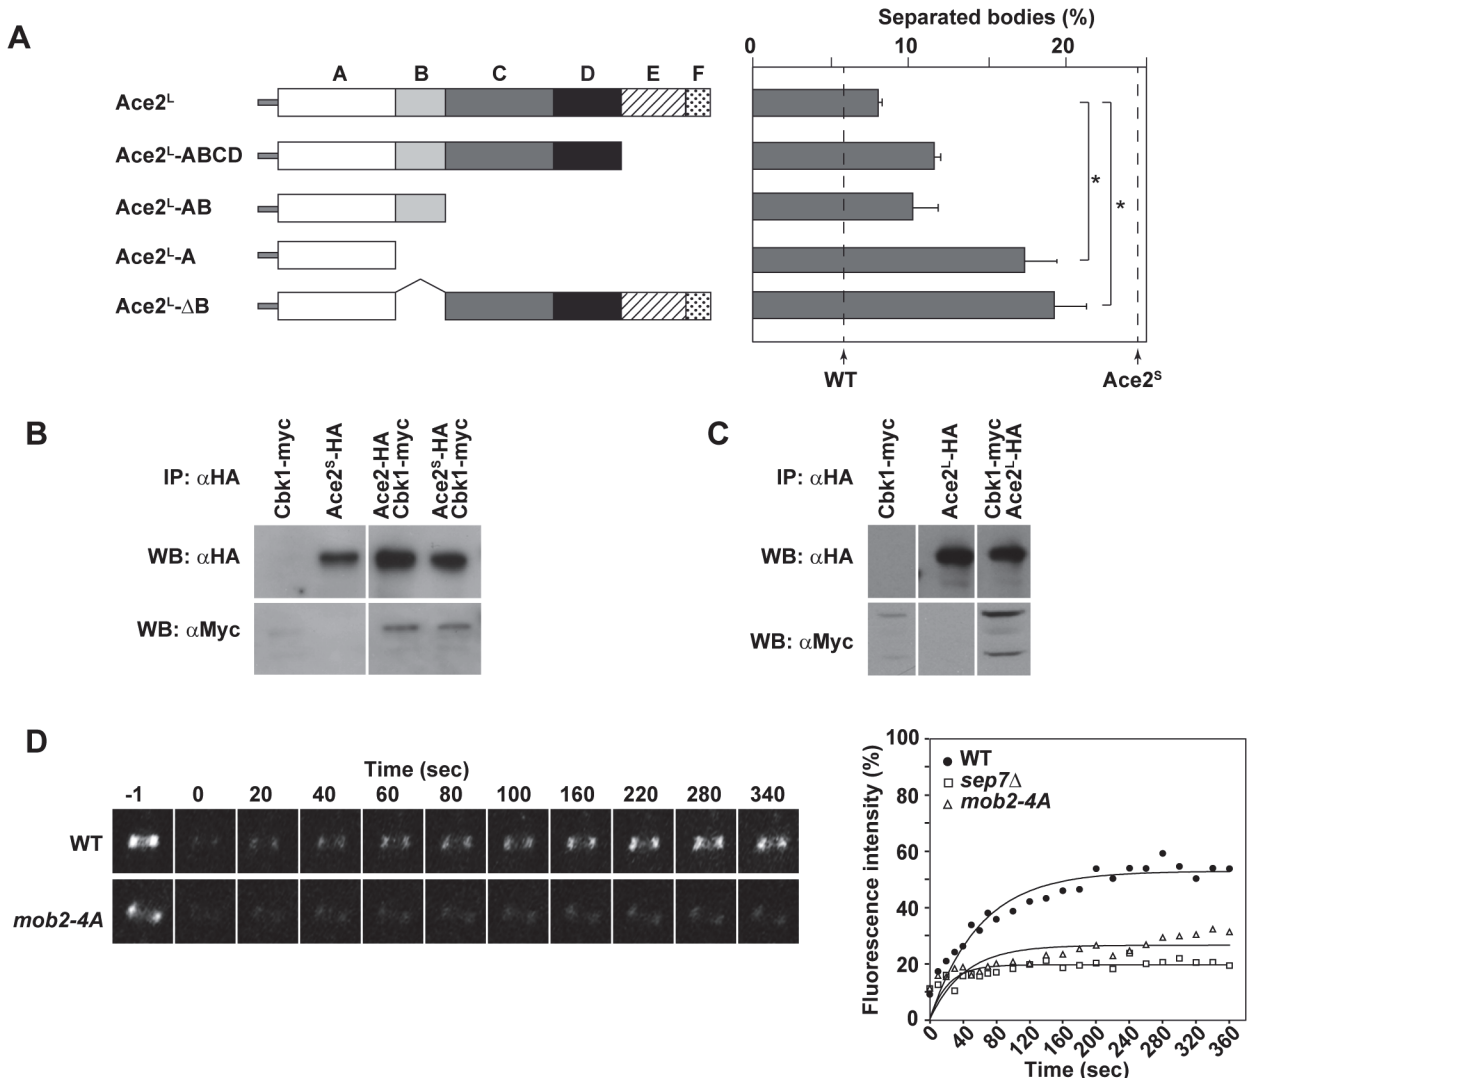 A
Separated bodies (%)
0 10 20
A B C D E F
Ace2ᴸ
Ace2ᴸ-ABCD
Ace2ᴸ-AB
Ace2ᴸ-A
Ace2ᴸ-ΔB
*
*
WT
Ace2ˢ
B
IP: αHA
Cbk1-myc
Ace2ˢ-HA
Ace2-HA
Cbk1-myc
Ace2ˢ-HA
Cbk1-myc
WB: αHA
WB: αMyc
C
IP: αHA
Cbk1-myc
Ace2ᴸ-HA
Cbk1-myc
Ace2ᴸ-HA
WB: αHA
WB: αMyc
D
Time (sec)
-1 0 20 40 60 80 100 160 220 280 340
WT
mob2-4A
Fluorescence intensity (%)
100
80
60
40
20
0
WT
sep7Δ
mob2-4A
0 40 80 120 160 200 240 280 320 360
Time (sec)